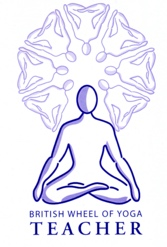 BRITISH WHEEL OF YOGA
TEACHER